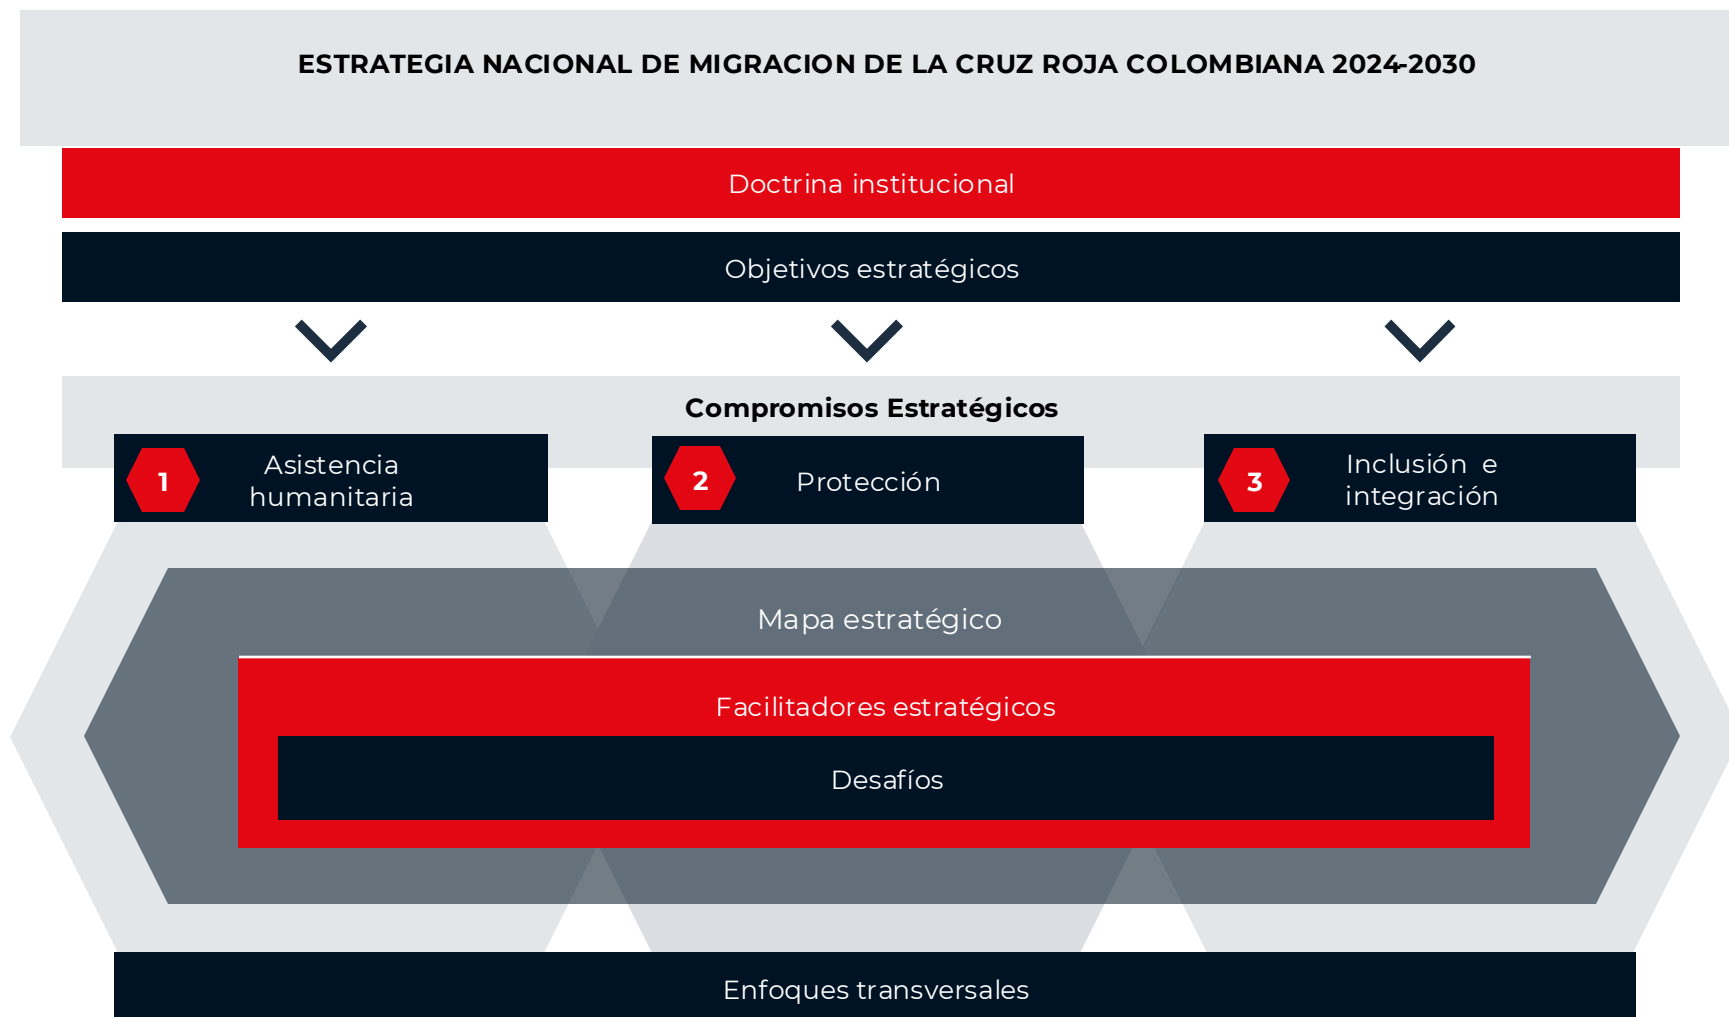 ESTRATEGIA NACIONAL DE MIGRACION DE LA CRUZ ROJA COLOMBIANA 2024-2030
Doctrina institucional
Objetivos estratégicos
Compromisos Estratégicos
1
Asistencia
humanitaria
2
Protección
3
Inclusión e
integración
Mapa estratégico
Facilitadores estratégicos
Desafíos
Enfoques transversales